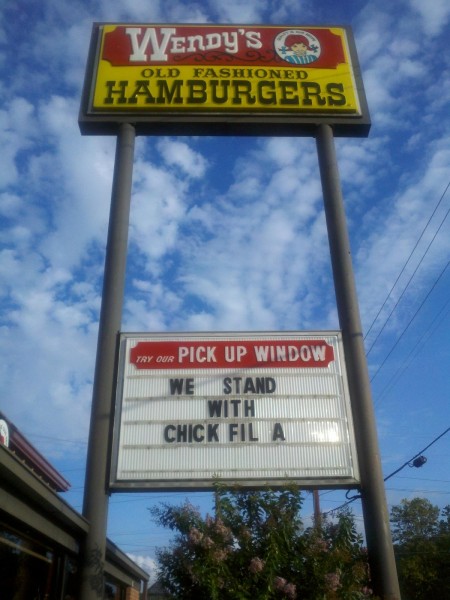 WENDY'S
OLD FASHIONED
HAMBURGERS
TRY OUR PICK UP WINDOW
WE STAND
WITH
CHICK FIL A